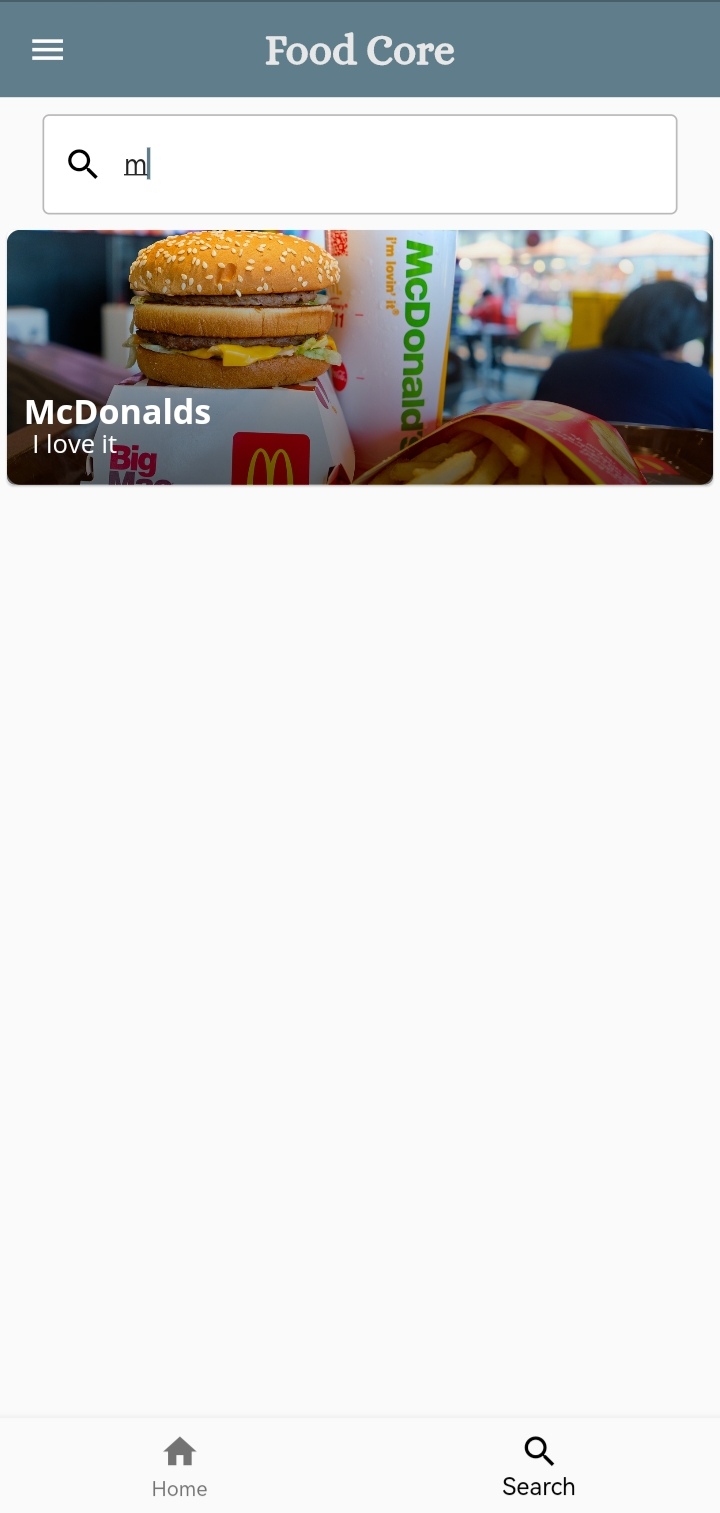 Food Core
m
i'm lovin' it®
McDonald's
McDonalds
I love it
Big
Mac
Home
Search